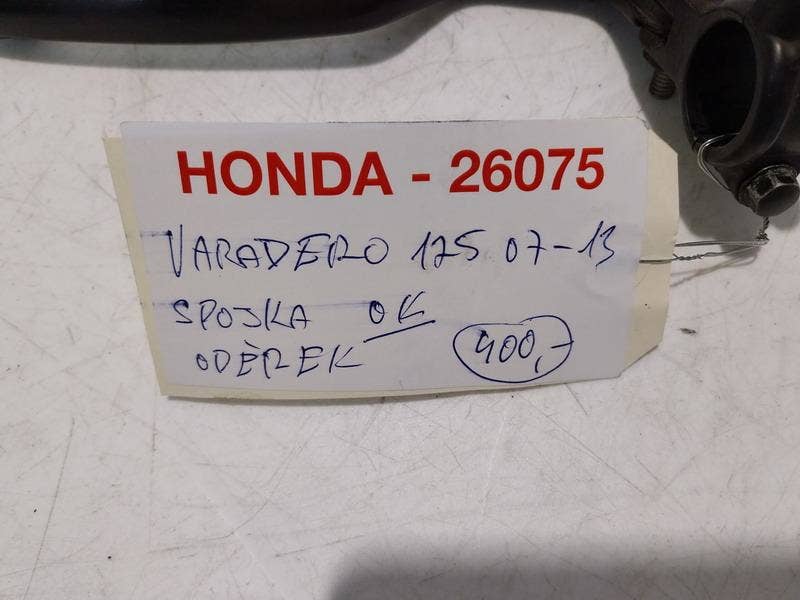 HONDA - 26075
VARADERO 125 07-13
SPOJKA OK
ODĚREK 400,-